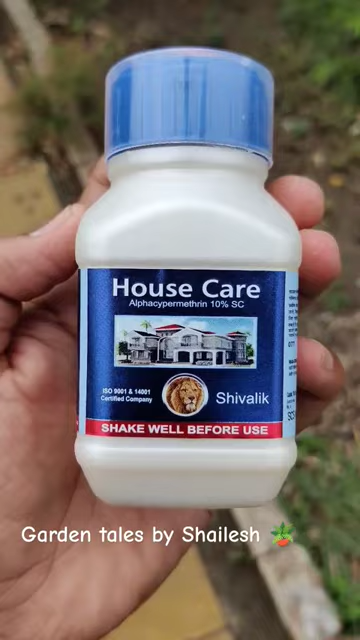 House Care
Alphacypermethrin 10% SC
ISO 9001 & 14001
Certified Company
Shivalik
SHAKE WELL BEFORE USE
Garden tales by Shailesh 🪴